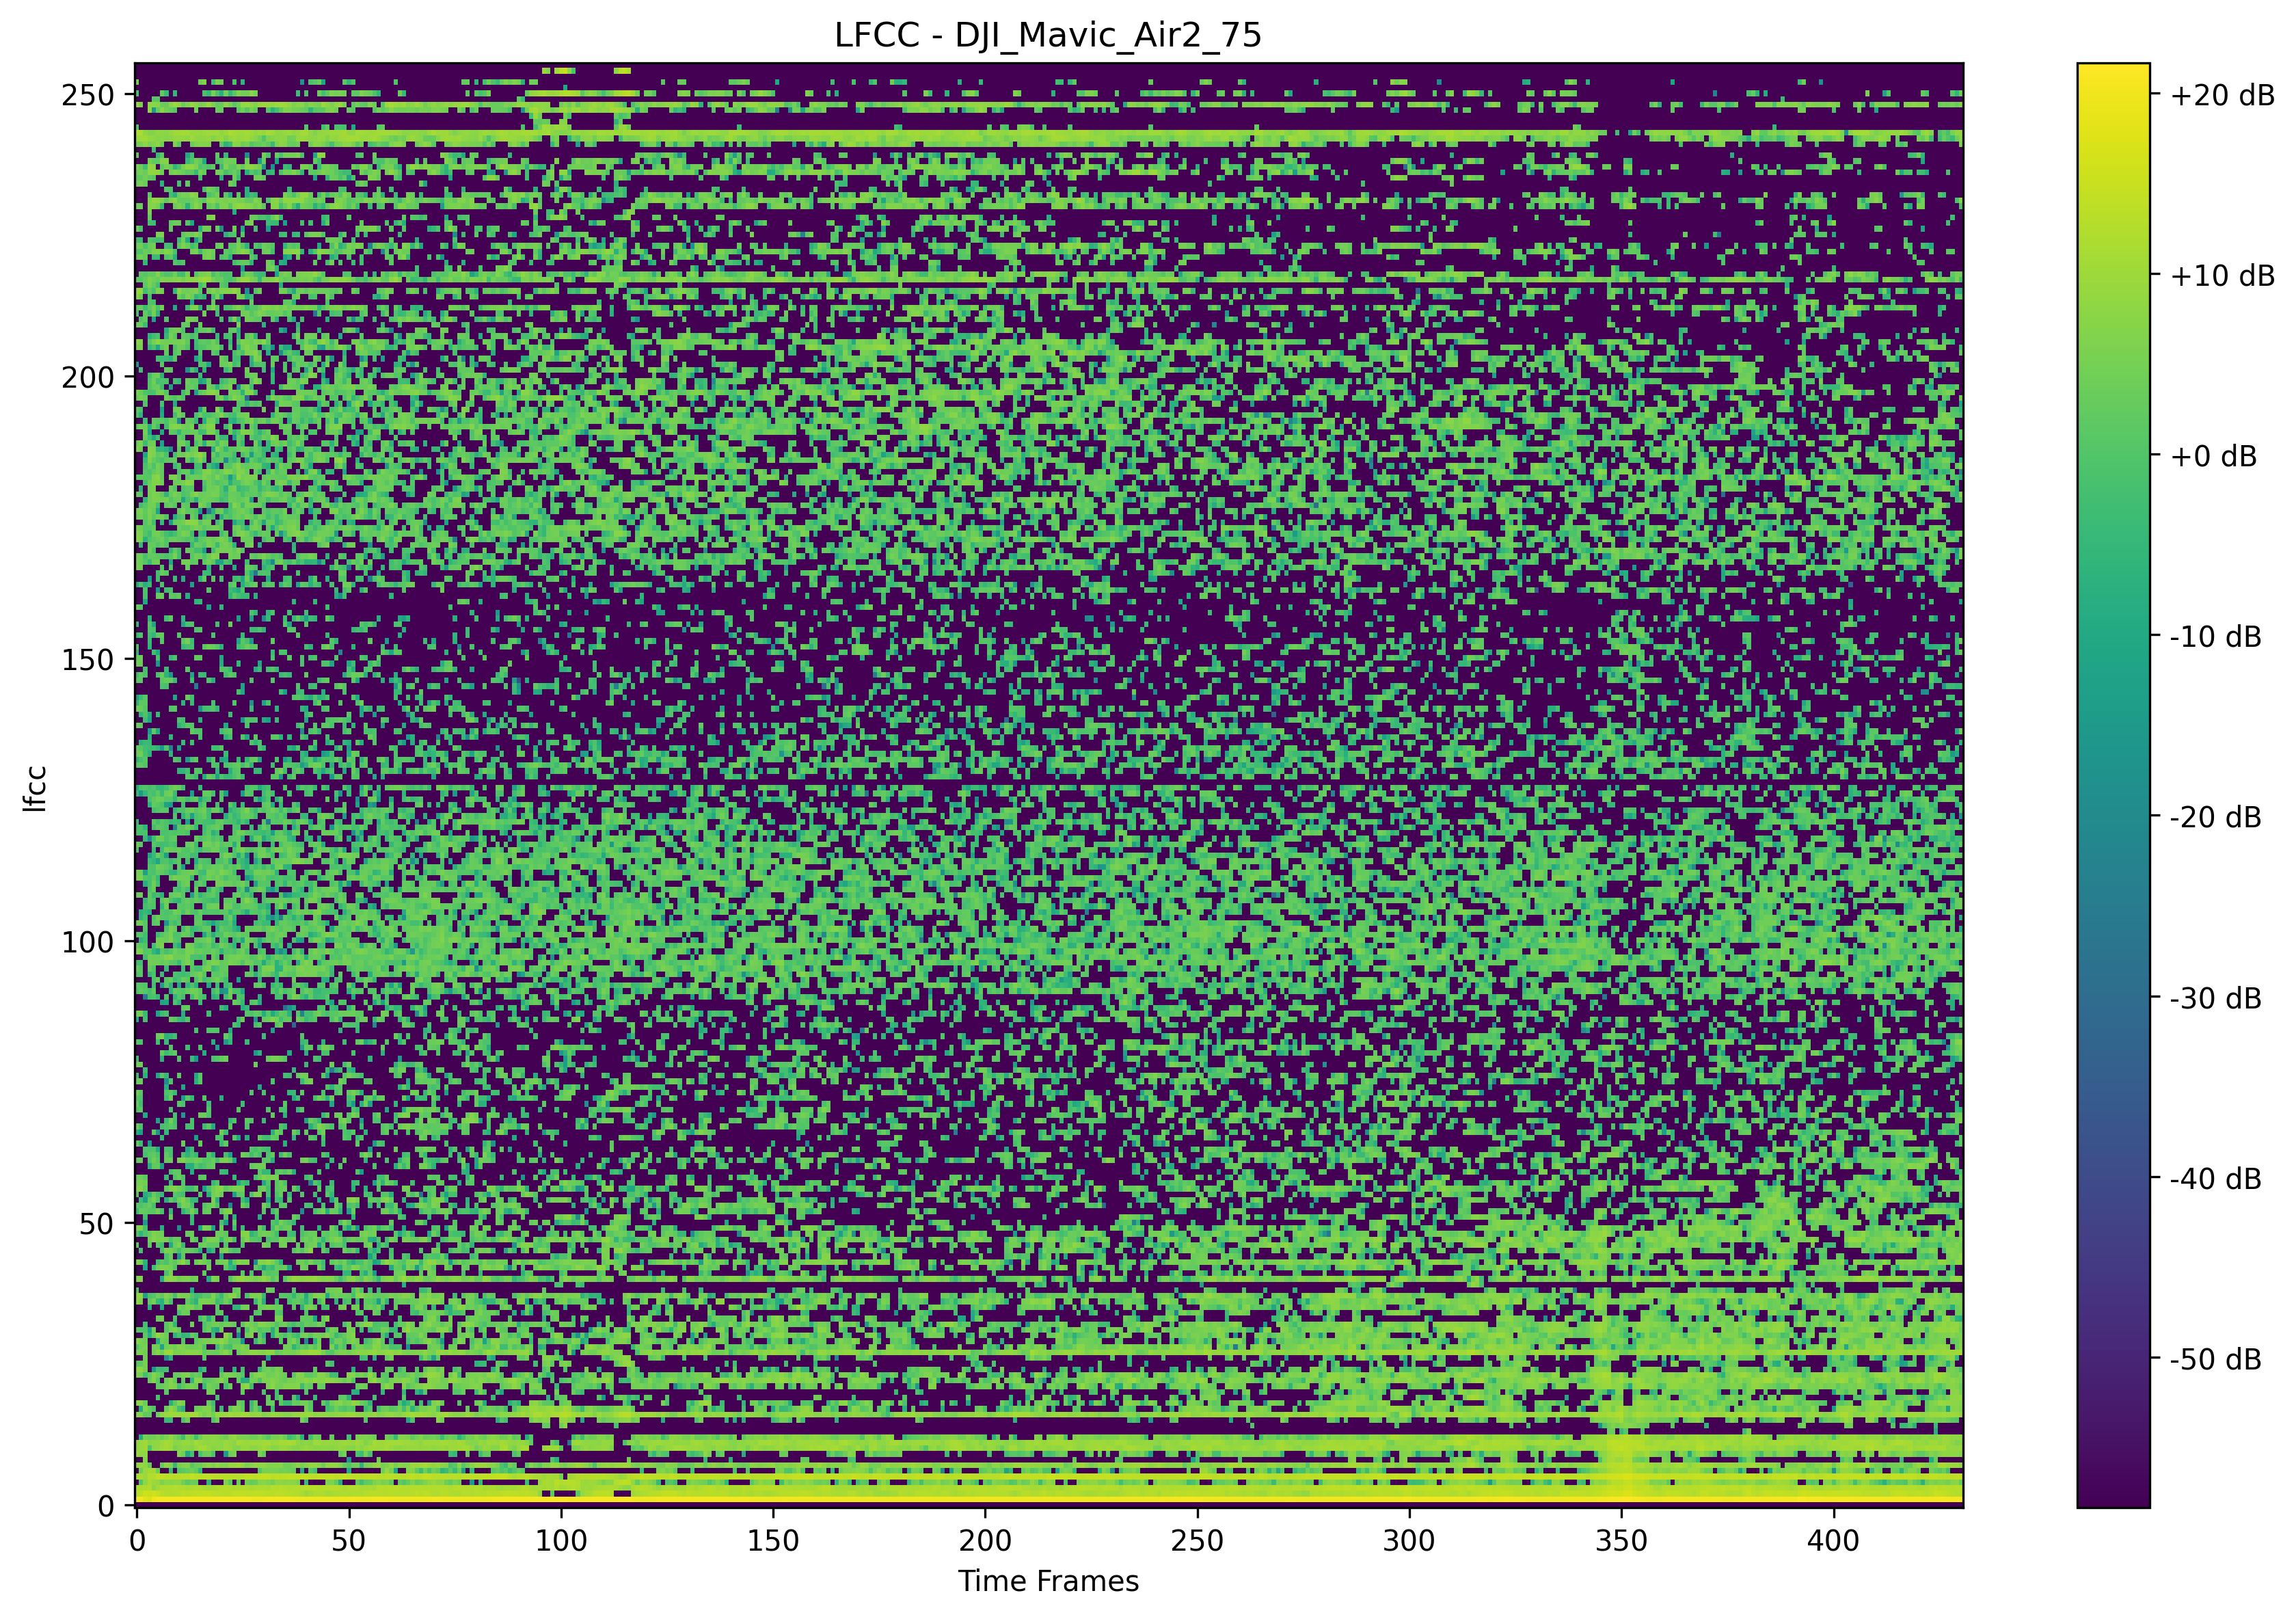 LFCC - DJI_Mavic_Air2_75
250
200
150
100
50
0
lfcc
0 50 100 150 200 250 300 350 400
Time Frames
+20 dB
+10 dB
+0 dB
-10 dB
-20 dB
-30 dB
-40 dB
-50 dB